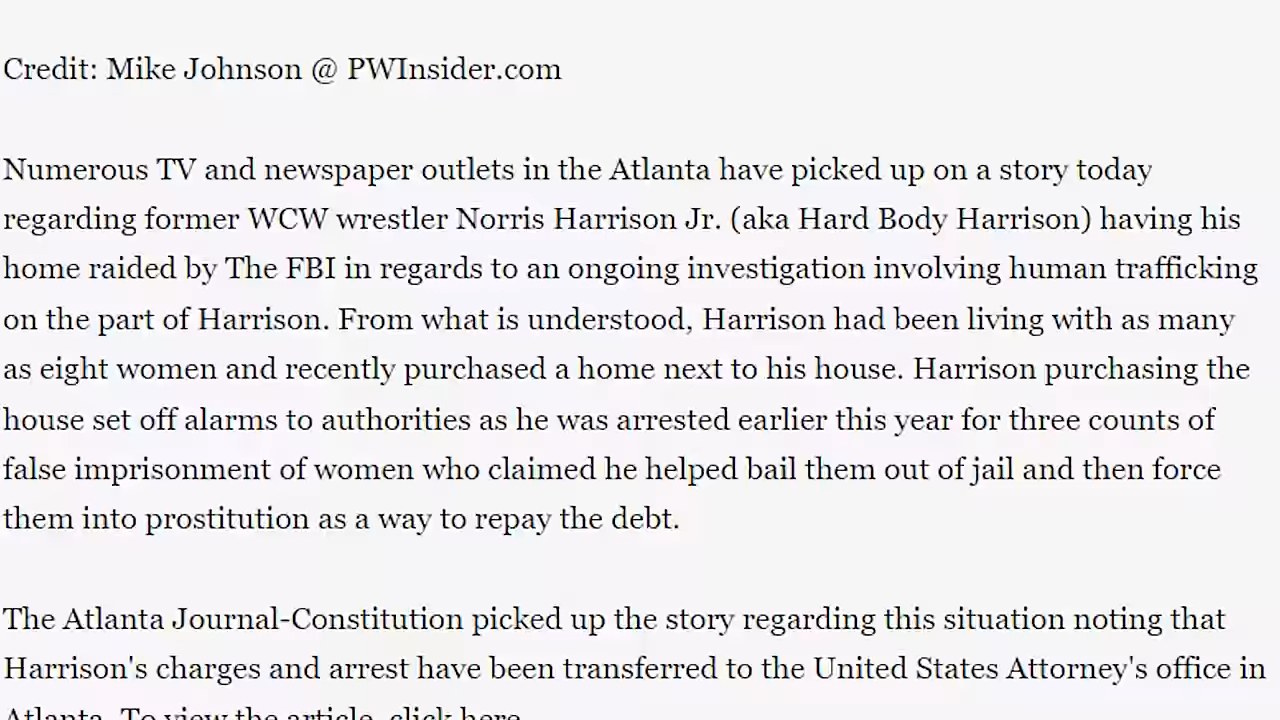 Credit: Mike Johnson @ PWInsider.com
Numerous TV and newspaper outlets in the Atlanta have picked up on a story today
regarding former WCW wrestler Norris Harrison Jr. (aka Hard Body Harrison) having his
home raided by The FBI in regards to an ongoing investigation involving human trafficking
on the part of Harrison. From what is understood, Harrison had been living with as many
as eight women and recently purchased a home next to his house. Harrison purchasing the
house set off alarms to authorities as he was arrested earlier this year for three counts of
false imprisonment of women who claimed he helped bail them out of jail and then force
them into prostitution as a way to repay the debt.
The Atlanta Journal-Constitution picked up the story regarding this situation noting that
Harrison's charges and arrest have been transferred to the United States Attorney's office in
Atlanta. To view the article, click here.